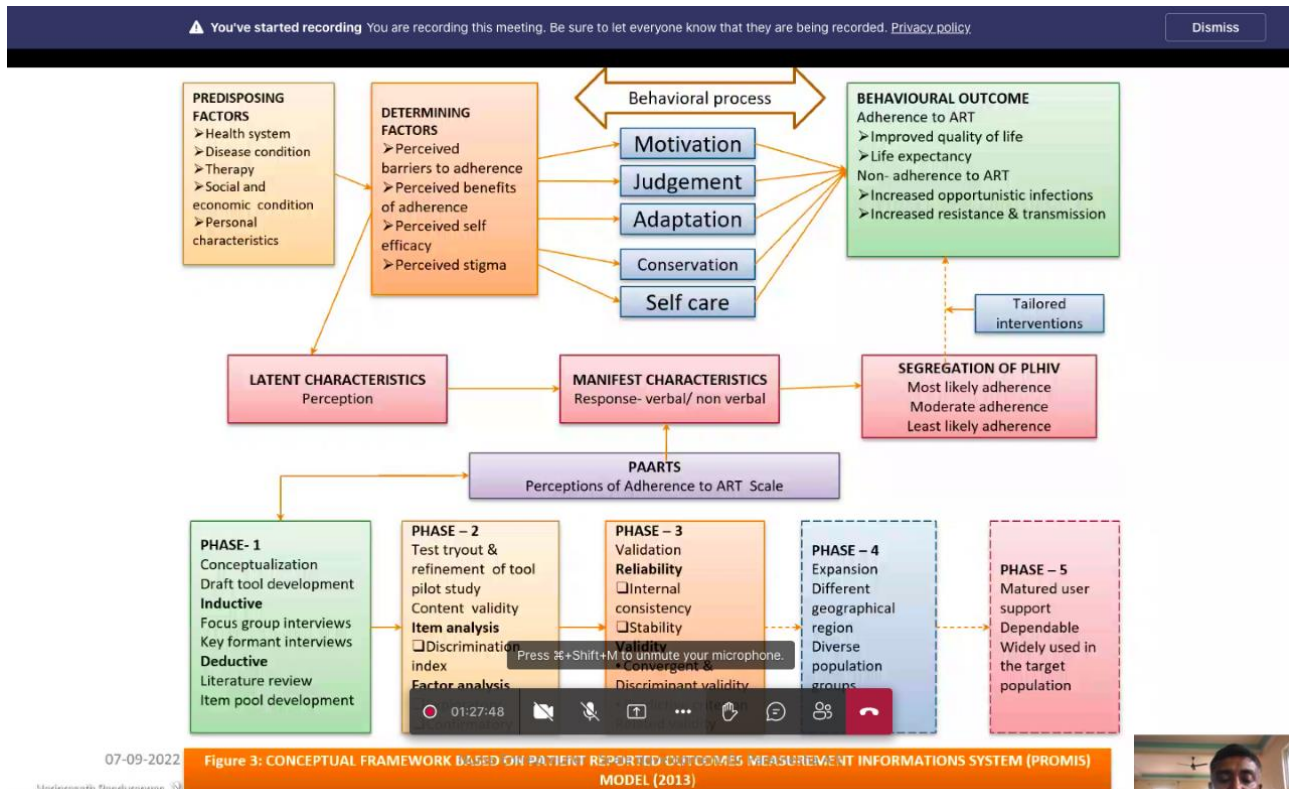 You've started recording You are recording this meeting. Be sure to let everyone know that they are being recorded. Privacy policy
Dismiss
Behavioral process
PREDISPOSING
FACTORS
➢Health system
➢Disease condition
➢Therapy
➢Social and
economic condition
➢Personal
characteristics
DETERMINING
FACTORS
➢Perceived
barriers to adherence
➢Perceived benefits
of adherence
➢Perceived self
efficacy
➢Perceived stigma
Motivation
Judgement
Adaptation
Conservation
Self care
BEHAVIOURAL OUTCOME
Adherence to ART
➢Improved quality of life
➢Life expectancy
Non- adherence to ART
➢Increased opportunistic infections
➢Increased resistance & transmission
Tailored
interventions
LATENT CHARACTERISTICS
Perception
MANIFEST CHARACTERISTICS
Response- verbal/ non verbal
SEGREGATION OF PLHIV
Most likely adherence
Moderate adherence
Least likely adherence
PAARTS
Perceptions of Adherence to ART Scale
PHASE- 1
Conceptualization
Draft tool development
Inductive
Focus group interviews
Key formant interviews
Deductive
Literature review
Item pool development
PHASE – 2
Test tryout &
refinement of tool
pilot study
Content validity
Item analysis
❑Discrimination
index
Factor analysis
PHASE – 3
Validation
Reliability
❑Internal
consistency
❑Stability
Validity
•Convergent &
Discriminant validity
PHASE – 4
Expansion
Different
geographical
region
Diverse
population
groups
PHASE – 5
Matured user
support
Dependable
Widely used in
the target
population
Press ⌘+Shift+M to unmute your microphone.
01:27:48
07-09-2022
Figure 3: CONCEPTUAL FRAMEWORK BASED ON PATIENT REPORTED OUTCOMES MEASUREMENT INFORMATIONS SYSTEM (PROMIS)
MODEL (2013)